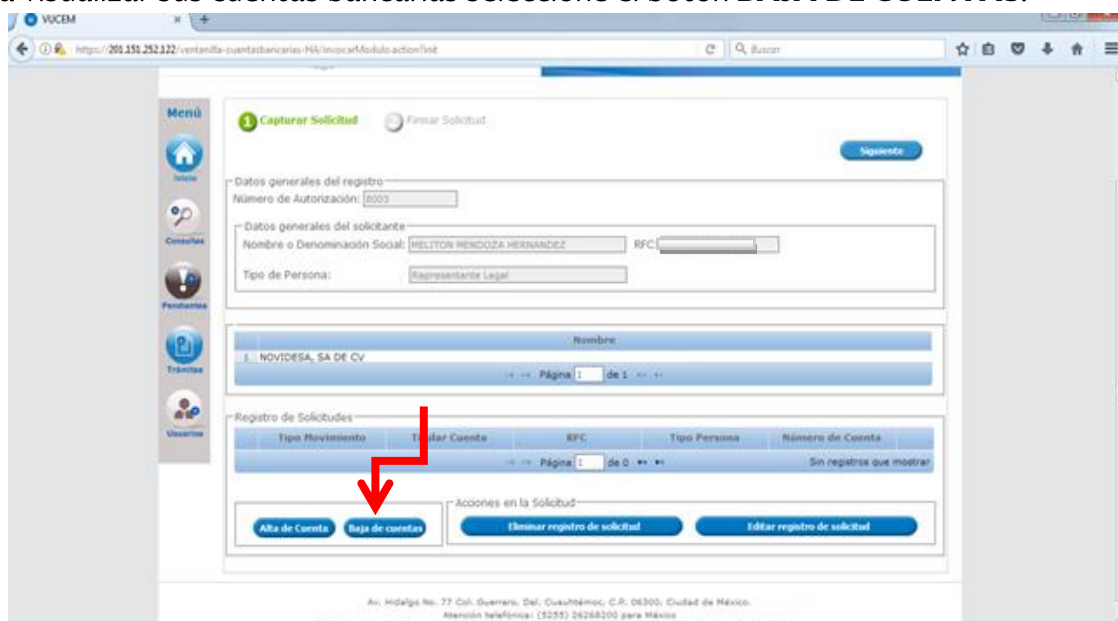 a visualizar sus cuentas bancarias seleccione el botón BAJA DE CUENTAS.
VUCEM
https://201.151.252.122/ventanilla-cuentasbancarias-HA/invocarModulo.action?init
Buscar
Menú
1 Capturar Solicitud Firmar Solicitud
Inicio
Siguiente
Datos generales del registro
Número de Autorización: 8003
Datos generales del solicitante
Consultas
Nombre o Denominación Social: MELITON MENDOZA HERNANDEZ RFC:
Tipo de Persona: Representante Legal
Pendientes
Nombre
1 NOVIDESA, SA DE CV
Trámites
Página 1 de 1
Registro de Solicitudes
Usuarios
Tipo Movimiento Titular Cuenta RFC Tipo Persona Número de Cuenta
Página 1 de 0 Sin registros que mostrar
Acciones en la Solicitud
Alta de Cuenta Baja de cuentas Eliminar registro de solicitud Editar registro de solicitud
Av. Hidalgo No. 77 Col. Guerrero, Del. Cuauhtémoc, C.P. 06300, Ciudad de México.
Atención telefónica: (5255) 26268200 para México